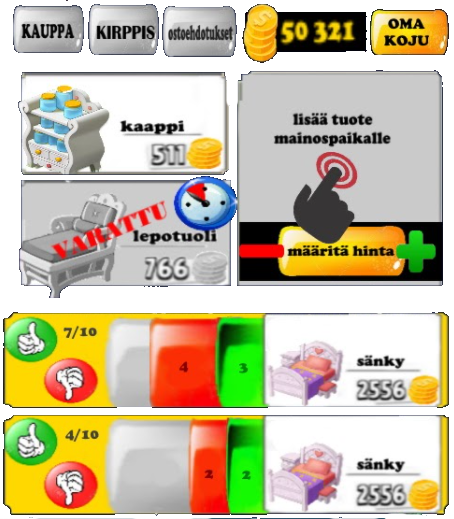 KAUPPA
KIRPPIS
ostoehdotukset
50 321
OMA
KOJU
kaappi
511
lisää tuote
mainospaikalle
VARATTU
lepotuoli
766
määritä hinta
7/10
4
3
sänky
2556
4/10
2
2
sänky
2556